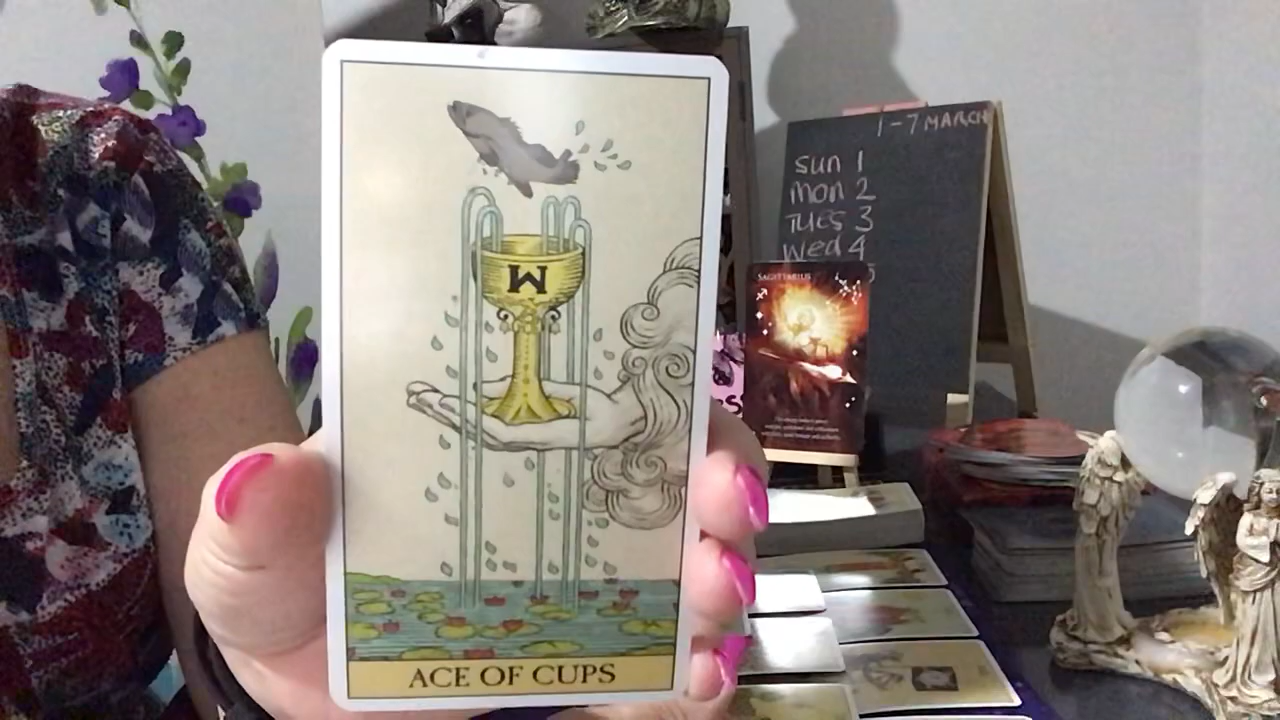 M
ACE OF CUPS
1-7 MARCH
sun 1
mon 2
TUES 3
Wed 4
SAGITTARIUS